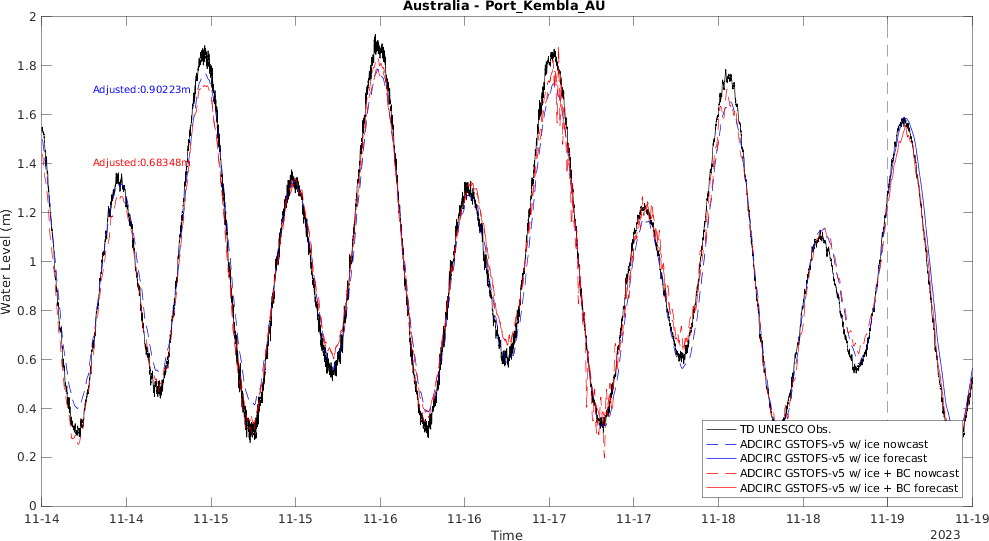 Australia - Port_Kembla_AU
2
1.8
1.6
1.4
1.2
1
0.8
0.6
0.4
0.2
0
Water Level (m)
Adjusted:0.90223m
Adjusted:0.68348m
TD UNESCO Obs.
ADCIRC GSTOFS-v5 w/ ice nowcast
ADCIRC GSTOFS-v5 w/ ice forecast
ADCIRC GSTOFS-v5 w/ ice + BC nowcast
ADCIRC GSTOFS-v5 w/ ice + BC forecast
11-14 11-14 11-15 11-15 11-16 11-16 11-17 11-17 11-18 11-18 11-19 11-19
Time
2023